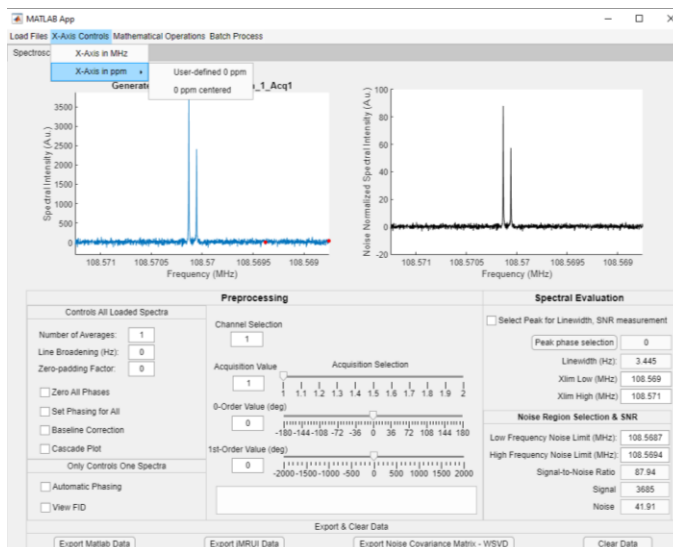 MATLAB App
Load Files X-Axis Controls Mathematical Operations Batch Process
Spectrosc
X-Axis in MHz
X-Axis in ppm
User-defined 0 ppm
0 ppm centered
Generate
_1_Acq1
Spectral Intensity (A.u.)
3500
3000
2500
2000
1500
1000
500
0
108.571 108.5705 108.57 108.5695 108.569
Frequency (MHz)
Noise Normalized Spectral Intensity (A.u.)
100
80
60
40
20
0
-20
108.571 108.5705 108.57 108.5695 108.569
Frequency (MHz)
Preprocessing
Controls All Loaded Spectra
Number of Averages: 1
Line Broadening (Hz): 0
Zero-padding Factor: 0
Zero All Phases
Set Phasing for All
Baseline Correction
Cascade Plot
Only Controls One Spectra
Automatic Phasing
View FID
Channel Selection
1
Acquisition Value
1
Acquisition Selection
1 1.1 1.2 1.3 1.4 1.5 1.6 1.7 1.8 1.9 2
0-Order Value (deg)
0
-180 -144 -108 -72 -36 0 36 72 108 144 180
1st-Order Value (deg)
0
-2000 -1500 -1000 -500 0 500 1000 1500 2000
Spectral Evaluation
Select Peak for Linewidth, SNR measurement
Peak phase selection 0
Linewidth (Hz): 3.445
Xlim Low (MHz) 108.569
Xlim High (MHz) 108.571
Noise Region Selection & SNR
Low Frequency Noise Limit (MHz): 108.5687
High Frequency Noise Limit (MHz): 108.5694
Signal-to-Noise Ratio 87.94
Signal 3685
Noise 41.91
Export & Clear Data
Export Matlab Data Export jMRUI Data Export Noise Covariance Matrix - WSVD Clear Data